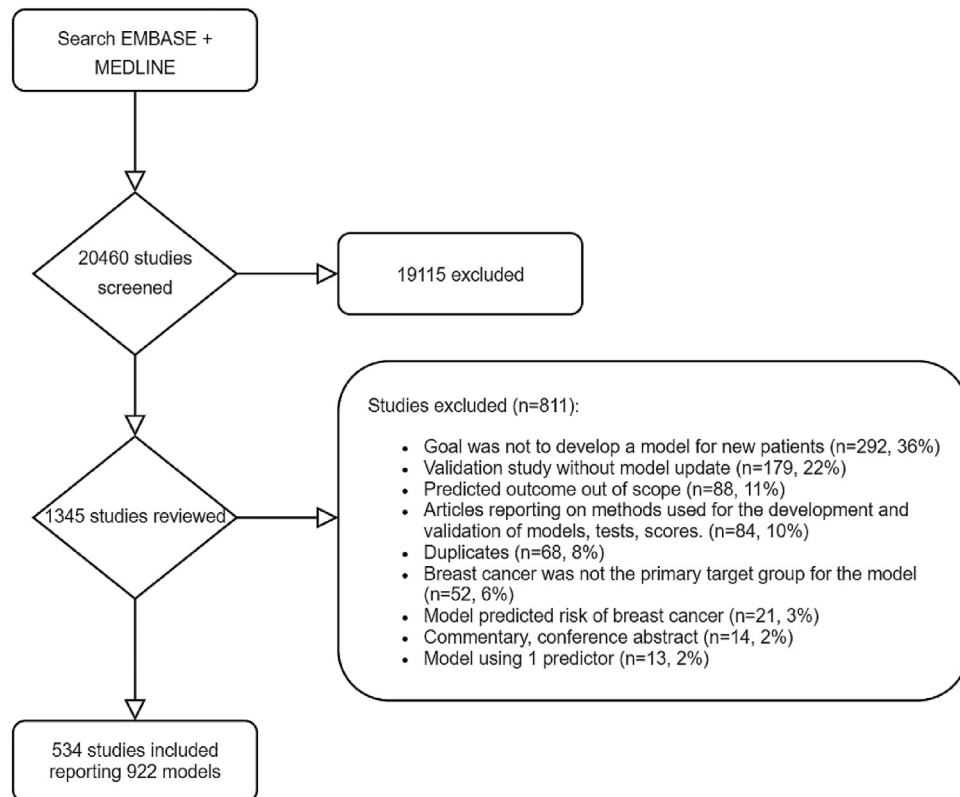 Search EMBASE +
MEDLINE
20460 studies
screened
19115 excluded
1345 studies reviewed
Studies excluded (n=811):
• Goal was not to develop a model for new patients (n=292, 36%)
• Validation study without model update (n=179, 22%)
• Predicted outcome out of scope (n=88, 11%)
• Articles reporting on methods used for the development and
validation of models, tests, scores. (n=84, 10%)
• Duplicates (n=68, 8%)
• Breast cancer was not the primary target group for the model
(n=52, 6%)
• Model predicted risk of breast cancer (n=21, 3%)
• Commentary, conference abstract (n=14, 2%)
• Model using 1 predictor (n=13, 2%)
534 studies included
reporting 922 models